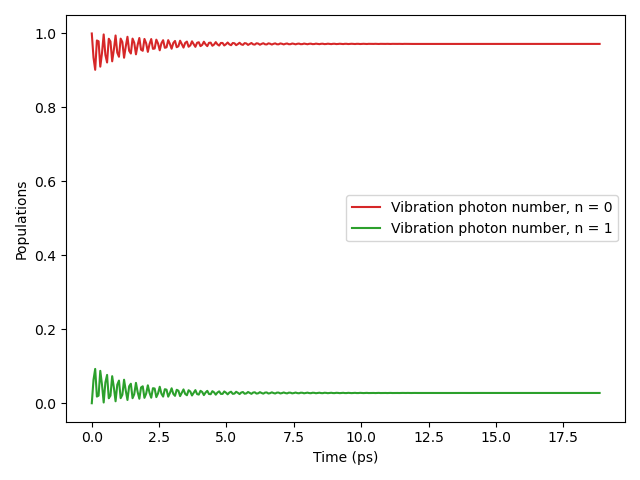 1.0
0.8
0.6
0.4
0.2
0.0
Populations
Vibration photon number, n = 0
Vibration photon number, n = 1
0.0 2.5 5.0 7.5 10.0 12.5 15.0 17.5
Time (ps)